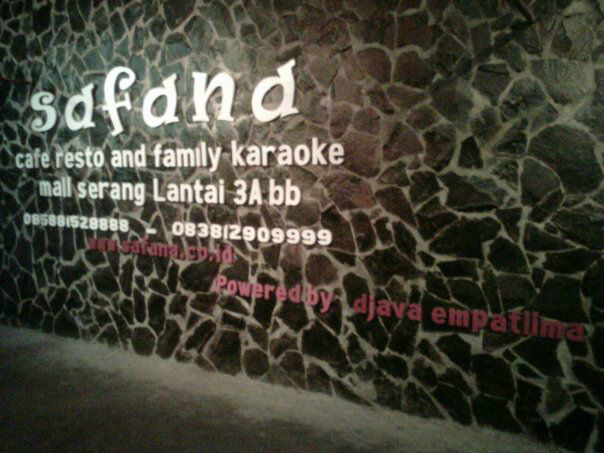 safana
cafe resto and family karaoke
mall serang Lantai 3A bb
085881528888 - 083812909999
www.safana.co.id
Powered by djava empatlima